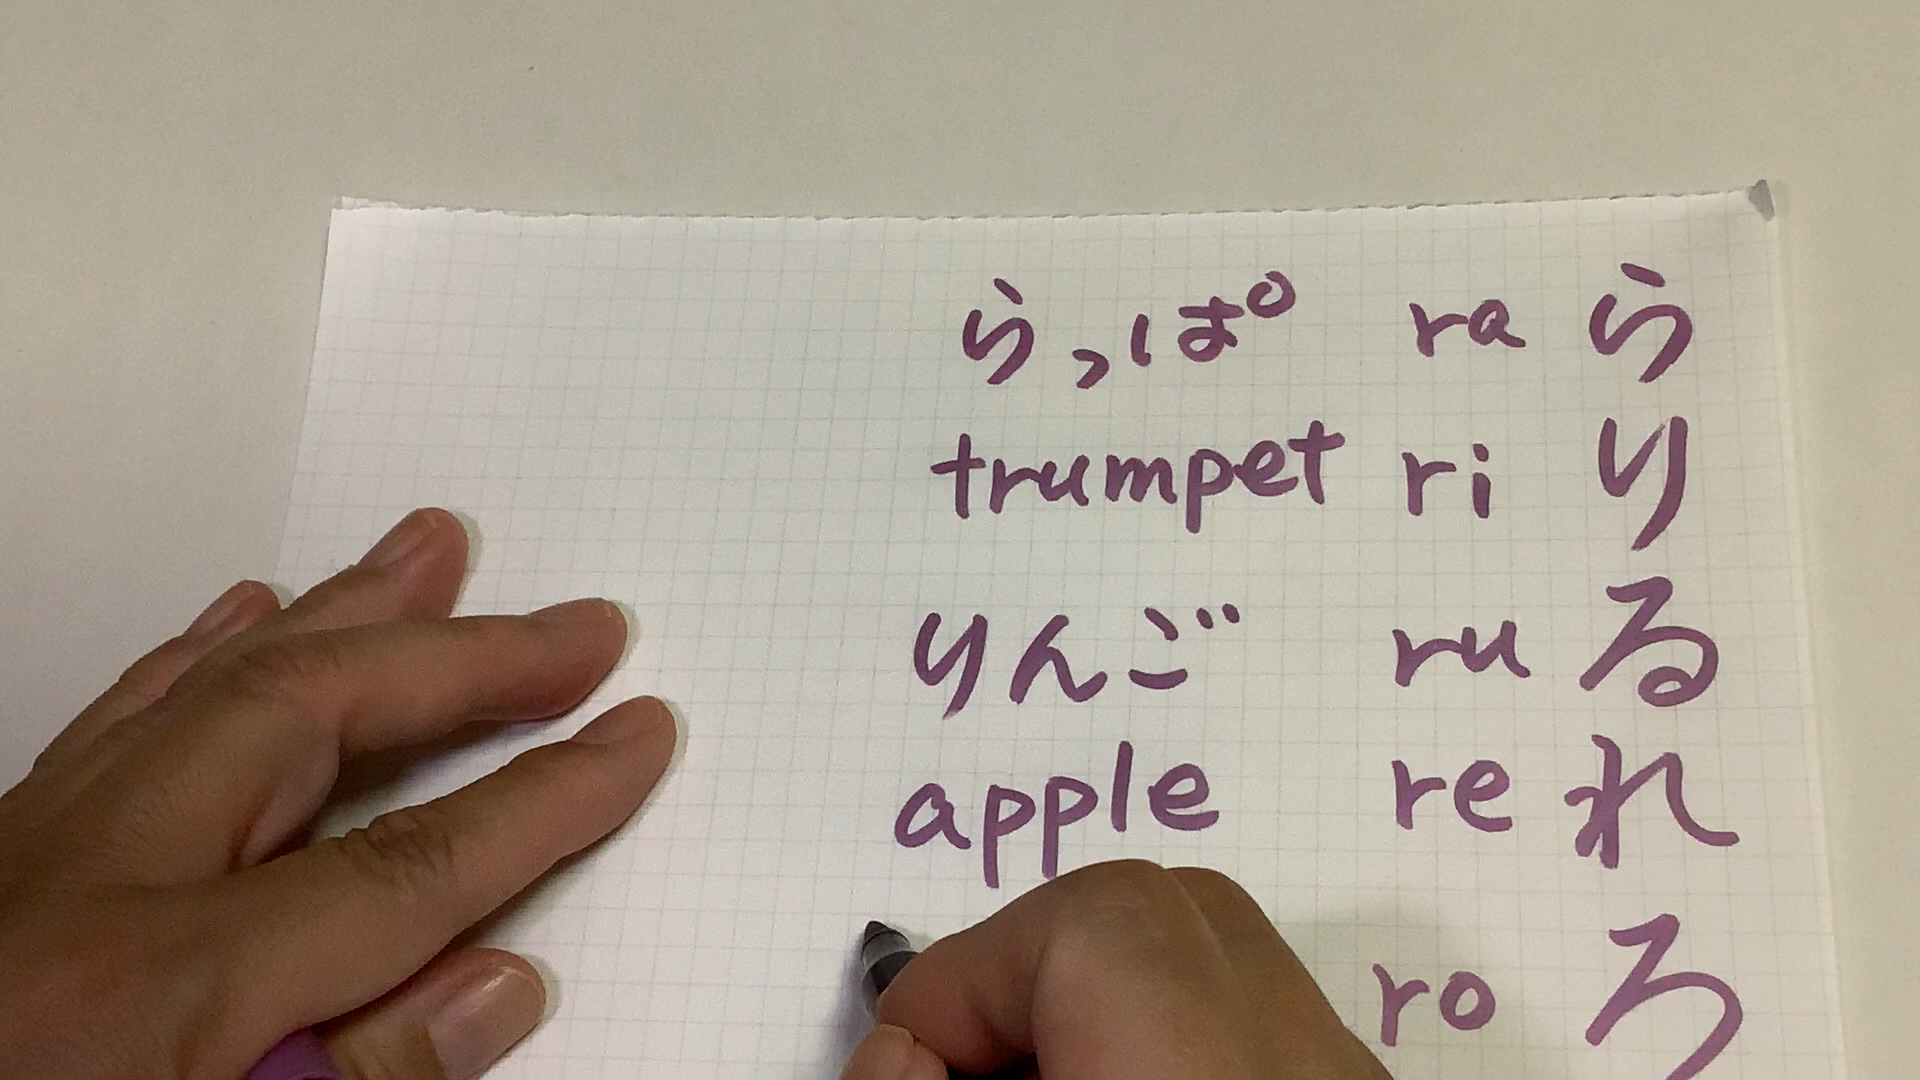 らっぱ ra ら
trumpet ri り
りんご ru る
apple re れ
ro ろ